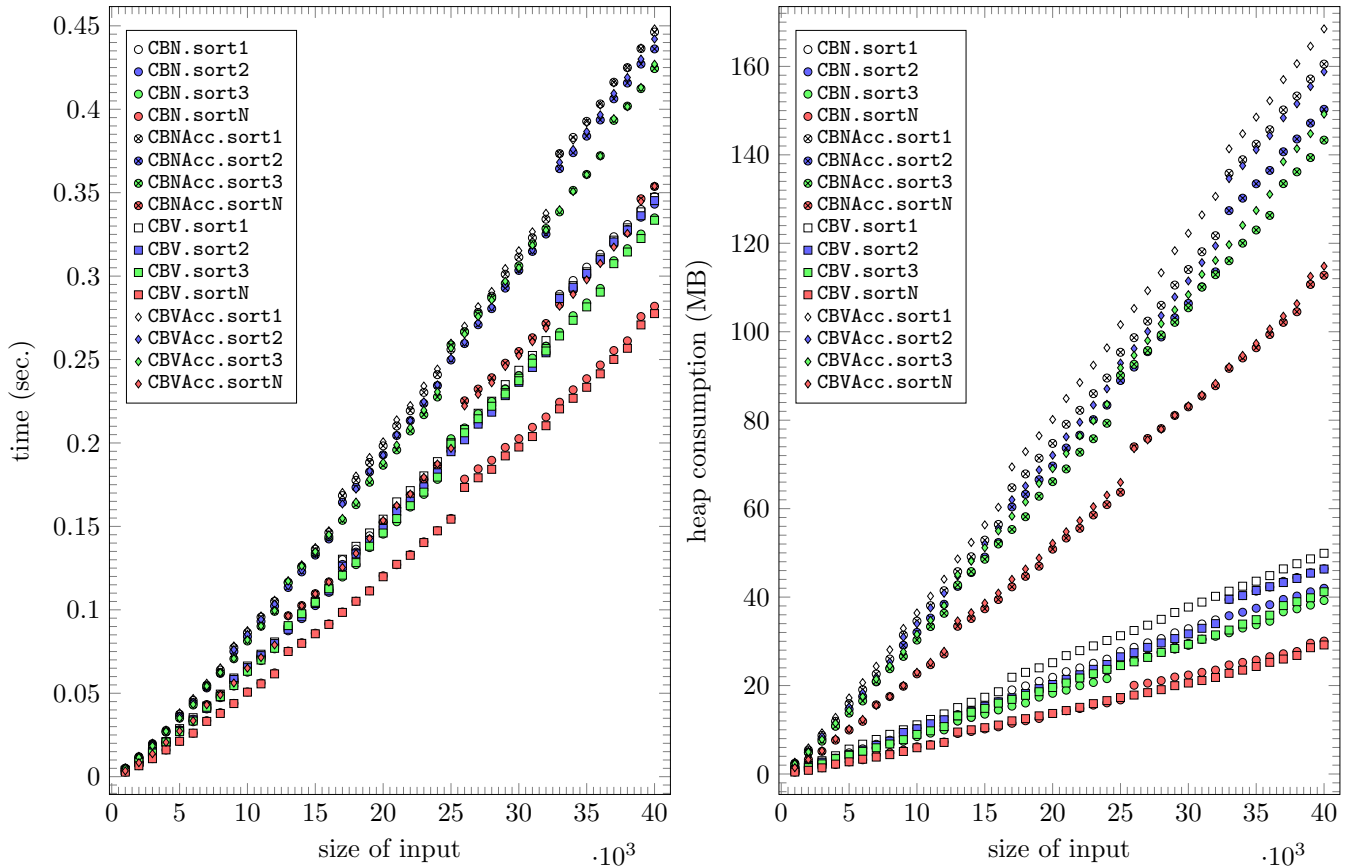 0.45
0.4
0.35
0.3
0.25
0.2
0.15
0.1
0.05
0
time (sec.)
CBN.sort1
CBN.sort2
CBN.sort3
CBN.sortN
CBNAcc.sort1
CBNAcc.sort2
CBNAcc.sort3
CBNAcc.sortN
CBV.sort1
CBV.sort2
CBV.sort3
CBV.sortN
CBVAcc.sort1
CBVAcc.sort2
CBVAcc.sort3
CBVAcc.sortN
0 5 10 15 20 25 30 35 40
size of input
·10³
160
140
120
100
80
60
40
20
0
heap consumption (MB)
CBN.sort1
CBN.sort2
CBN.sort3
CBN.sortN
CBNAcc.sort1
CBNAcc.sort2
CBNAcc.sort3
CBNAcc.sortN
CBV.sort1
CBV.sort2
CBV.sort3
CBV.sortN
CBVAcc.sort1
CBVAcc.sort2
CBVAcc.sort3
CBVAcc.sortN
0 5 10 15 20 25 30 35 40
size of input
·10³